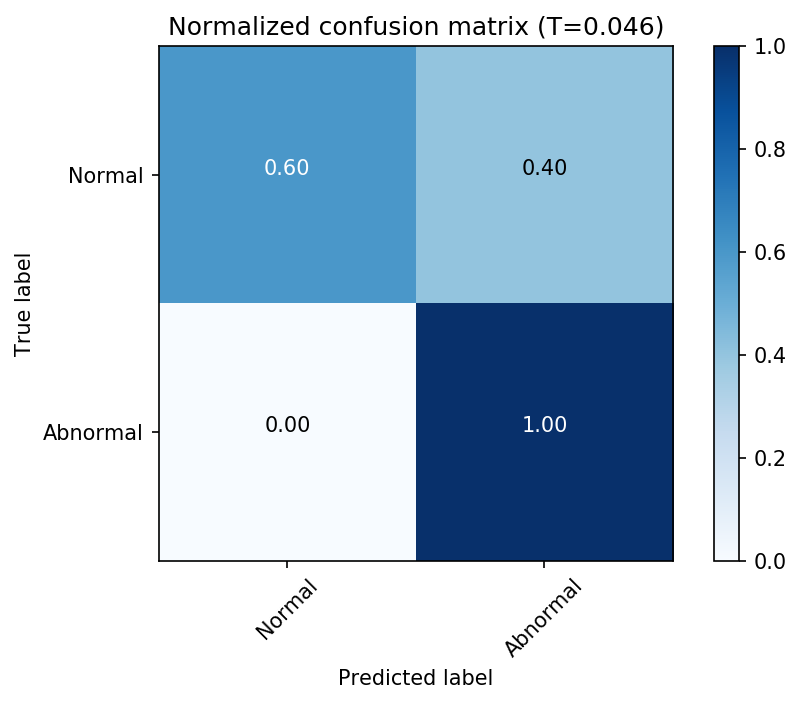 Normalized confusion matrix (T=0.046)
True label
Normal
Abnormal
0.60
0.40
0.00
1.00
Normal
Abnormal
Predicted label
1.0
0.8
0.6
0.4
0.2
0.0